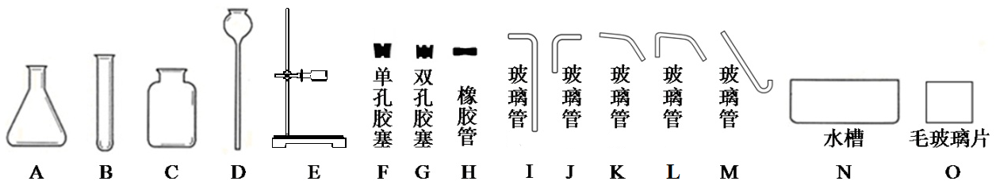 单孔胶塞
双孔胶塞
橡胶管
玻璃管
玻璃管
玻璃管
玻璃管
玻璃管
水槽
毛玻璃片
A B C D E F G H I J K L M N O